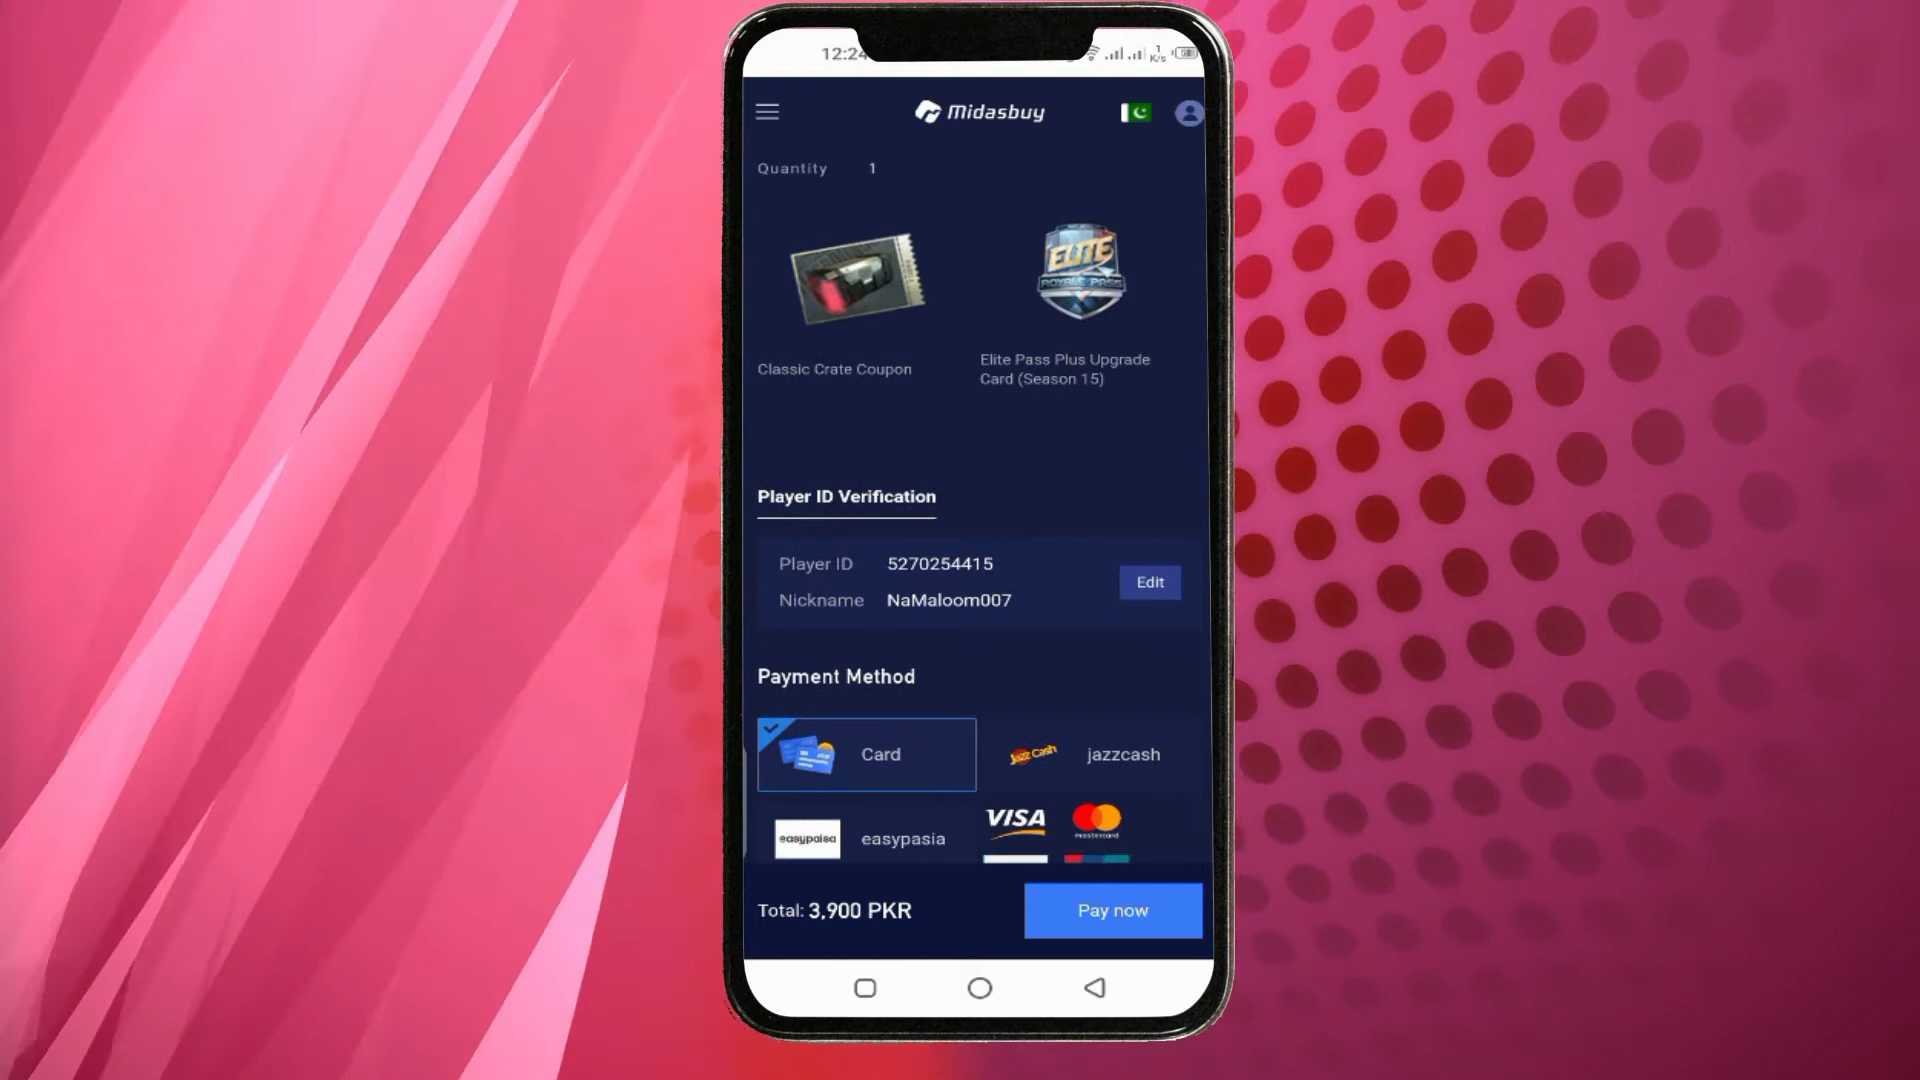 12:24
1
K/s
58
Midasbuy
Quantity 1
ELITE
ROYALE PASS
Classic Crate Coupon
Elite Pass Plus Upgrade
Card (Season 15)
Player ID Verification
Player ID 5270254415
Nickname NaMaloom007
Edit
Payment Method
Card
Jazz Cash jazzcash
easypaisa easypasia
VISA mastercard
Total: 3,900 PKR
Pay now